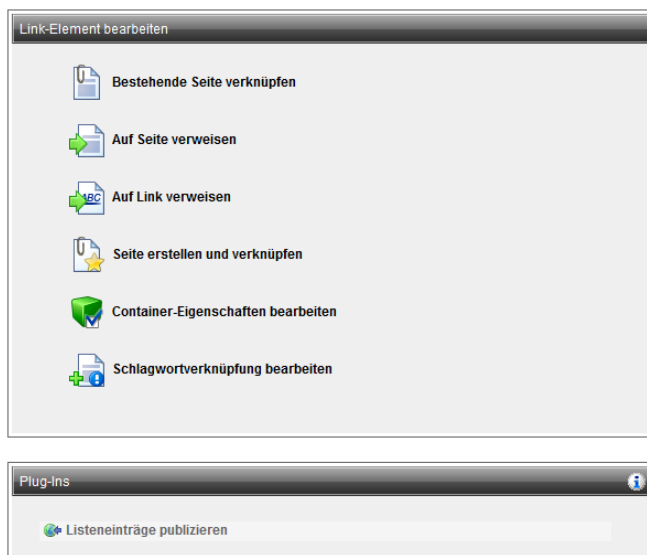 Link-Element bearbeiten
Bestehende Seite verknüpfen
Auf Seite verweisen
ABC
Auf Link verweisen
Seite erstellen und verknüpfen
Container-Eigenschaften bearbeiten
Schlagwortverknüpfung bearbeiten
Plug-Ins
Listeneinträge publizieren